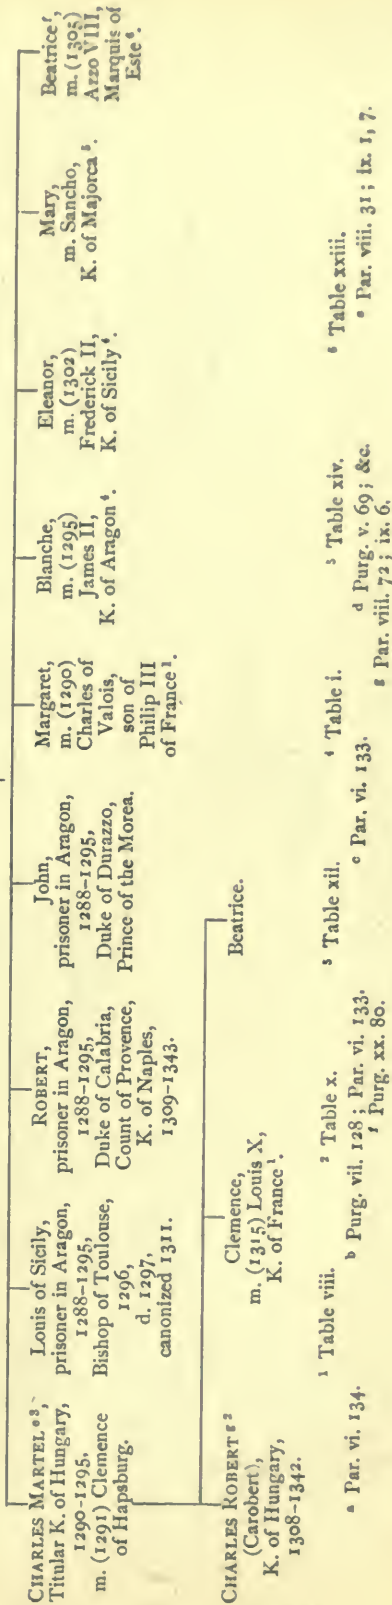 CHARLES MARTEL ᵉ ³,
Titular K. of Hungary,
1290–1295,
m. (1291) Clemence
of Hapsburg.
Louis of Sicily,
prisoner in Aragon,
1288–1295,
Bishop of Toulouse,
1296,
d. 1297,
canonized 1311.
ROBERT,
prisoner in Aragon,
1288–1295,
Duke of Calabria,
Count of Provence,
K. of Naples,
1309–1343.
John,
prisoner in Aragon,
1288–1295,
Duke of Durazzo,
Prince of the Morea.
Margaret,
m. (1290)
Charles of
Valois,
son of
Philip III
of France ¹.
Blanche,
m. (1295)
James II,
K. of Aragon ⁴.
Eleanor,
m. (1302)
Frederick II,
K. of Sicily ⁴.
Mary,
m. Sancho,
K. of Majorca ⁵.
Beatrice ᶠ,
m. (1305)
Azzo VIII,
Marquis of
Este ⁶.
CHARLES ROBERT ᵍ ²
(Carobert),
K. of Hungary,
1308–1342.
Clemence,
m. (1315) Louis X,
K. of France ¹.
Beatrice.
¹ Table viii. ² Table x. ³ Table xii. ⁴ Table i. ⁵ Table xiv. ⁶ Table xxiii.
ᵃ Par. vi. 134. ᵇ Purg. vii. 128; Par. vi. 133. ᶜ Par. vi. 133. ᵈ Purg. v. 69; &c. ᵉ Par. viii. 31; ix. 1, 7.
ᶠ Purg. xx. 80. ᵍ Par. viii. 72; ix. 6.